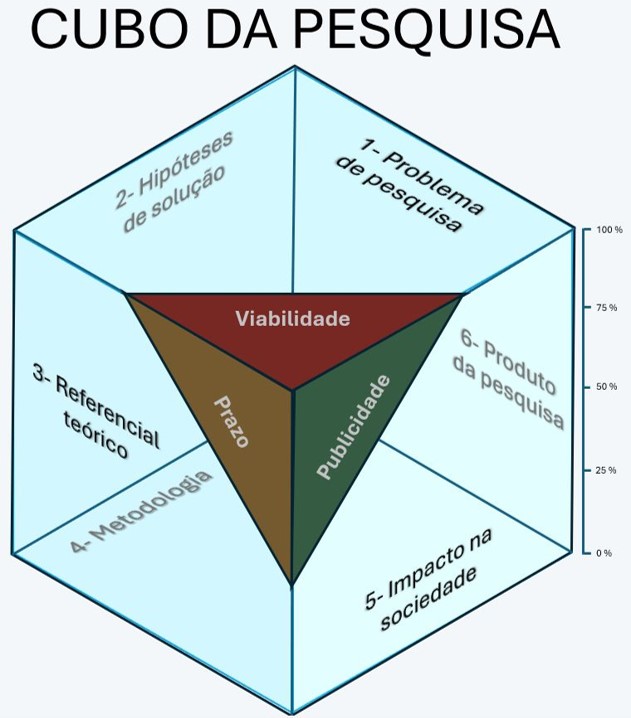 CUBO DA PESQUISA
2- Hipóteses
de solução
1- Problema
de pesquisa
100 %
75 %
50 %
25 %
0 %
Viabilidade
Prazo
Publicidade
3- Referencial
teórico
6- Produto
da pesquisa
4- Metodologia
5- Impacto na
sociedade